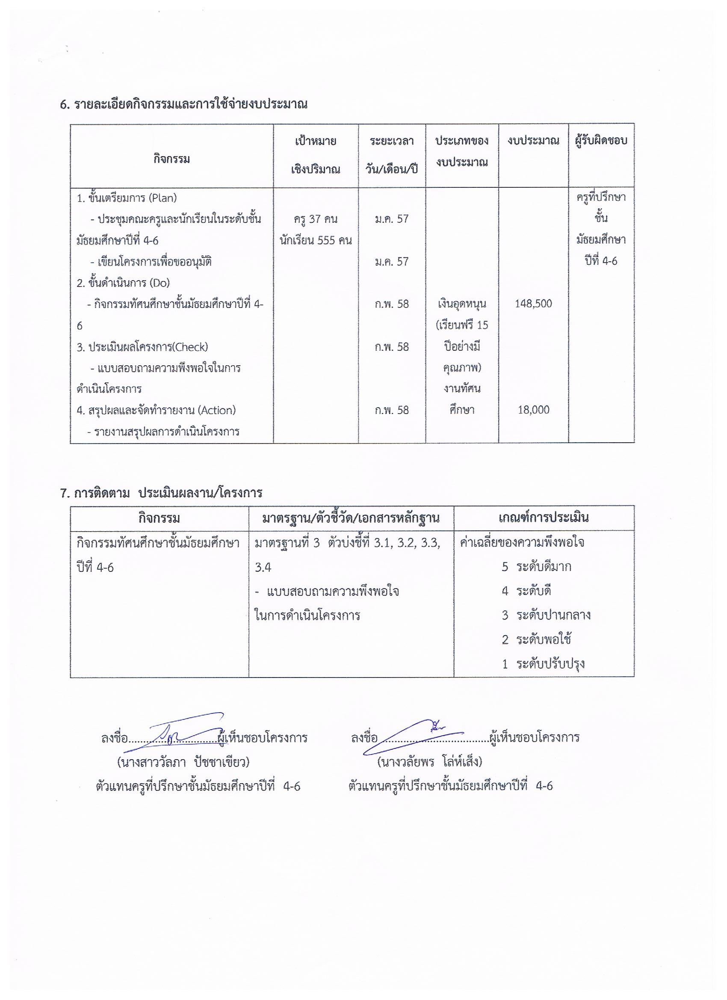 6. รายละเอียดกิจกรรมและการใช้จ่ายงบประมาณ
กิจกรรม เป้าหมาย เชิงปริมาณ ระยะเวลา วัน/เดือน/ปี ประเภทของ งบประมาณ งบประมาณ ผู้รับผิดชอบ
1. ขั้นเตรียมการ (Plan) ครูที่ปรึกษา
- ประชุมคณะครูและนักเรียนในระดับชั้น ครู 37 คน ม.ค. 57 ชั้น
มัธยมศึกษาปีที่ 4-6 นักเรียน 555 คน มัธยมศึกษา
- เขียนโครงการเพื่อขออนุมัติ ม.ค. 57 ปีที่ 4-6
2. ขั้นดำเนินการ (Do)
- กิจกรรมทัศนศึกษาชั้นมัธยมศึกษาปีที่ 4- ก.พ. 58 เงินอุดหนุน 148,500
6 (เรียนฟรี 15
3. ประเมินผลโครงการ(Check) ก.พ. 58 ปีอย่างมี
- แบบสอบถามความพึงพอใจในการ คุณภาพ)
ดำเนินโครงการ งานทัศน
4. สรุปผลและจัดทำรายงาน (Action) ก.พ. 58 ศึกษา 18,000
- รายงานสรุปผลการดำเนินโครงการ
7. การติดตาม ประเมินผลงาน/โครงการ
กิจกรรม มาตรฐาน/ตัวชี้วัด/เอกสารหลักฐาน เกณฑ์การประเมิน
กิจกรรมทัศนศึกษาชั้นมัธยมศึกษา มาตรฐานที่ 3 ตัวบ่งชี้ที่ 3.1, 3.2, 3.3, ค่าเฉลี่ยของความพึงพอใจ
ปีที่ 4-6 3.4 5 ระดับดีมาก
- แบบสอบถามความพึงพอใจ 4 ระดับดี
ในการดำเนินโครงการ 3 ระดับปานกลาง
2 ระดับพอใช้
1 ระดับปรับปรุง
ลงชื่อ..............................ผู้เห็นชอบโครงการ ลงชื่อ....................................ผู้เห็นชอบโครงการ
(นางสาววัลภา ปัชชาเขียว) (นางวลัยพร โล่ห์เส็ง)
ตัวแทนครูที่ปรึกษาชั้นมัธยมศึกษาปีที่ 4-6 ตัวแทนครูที่ปรึกษาชั้นมัธยมศึกษาปีที่ 4-6